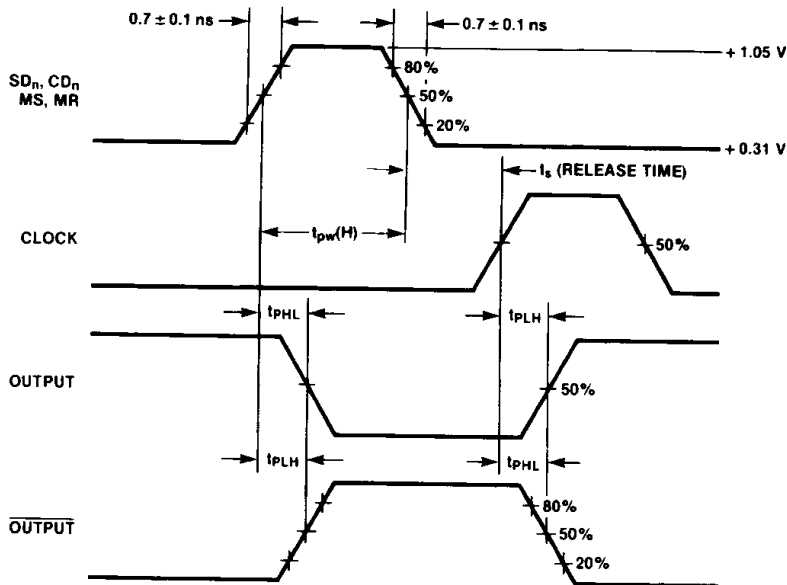 0.7 ± 0.1 ns
0.7 ± 0.1 ns
+ 1.05 V
SDn, CDn
MS, MR
80%
50%
20%
+ 0.31 V
ts (RELEASE TIME)
CLOCK
tpw(H)
50%
tPHL
tPLH
OUTPUT
50%
tPLH
tPHL
OUTPUT
80%
50%
20%